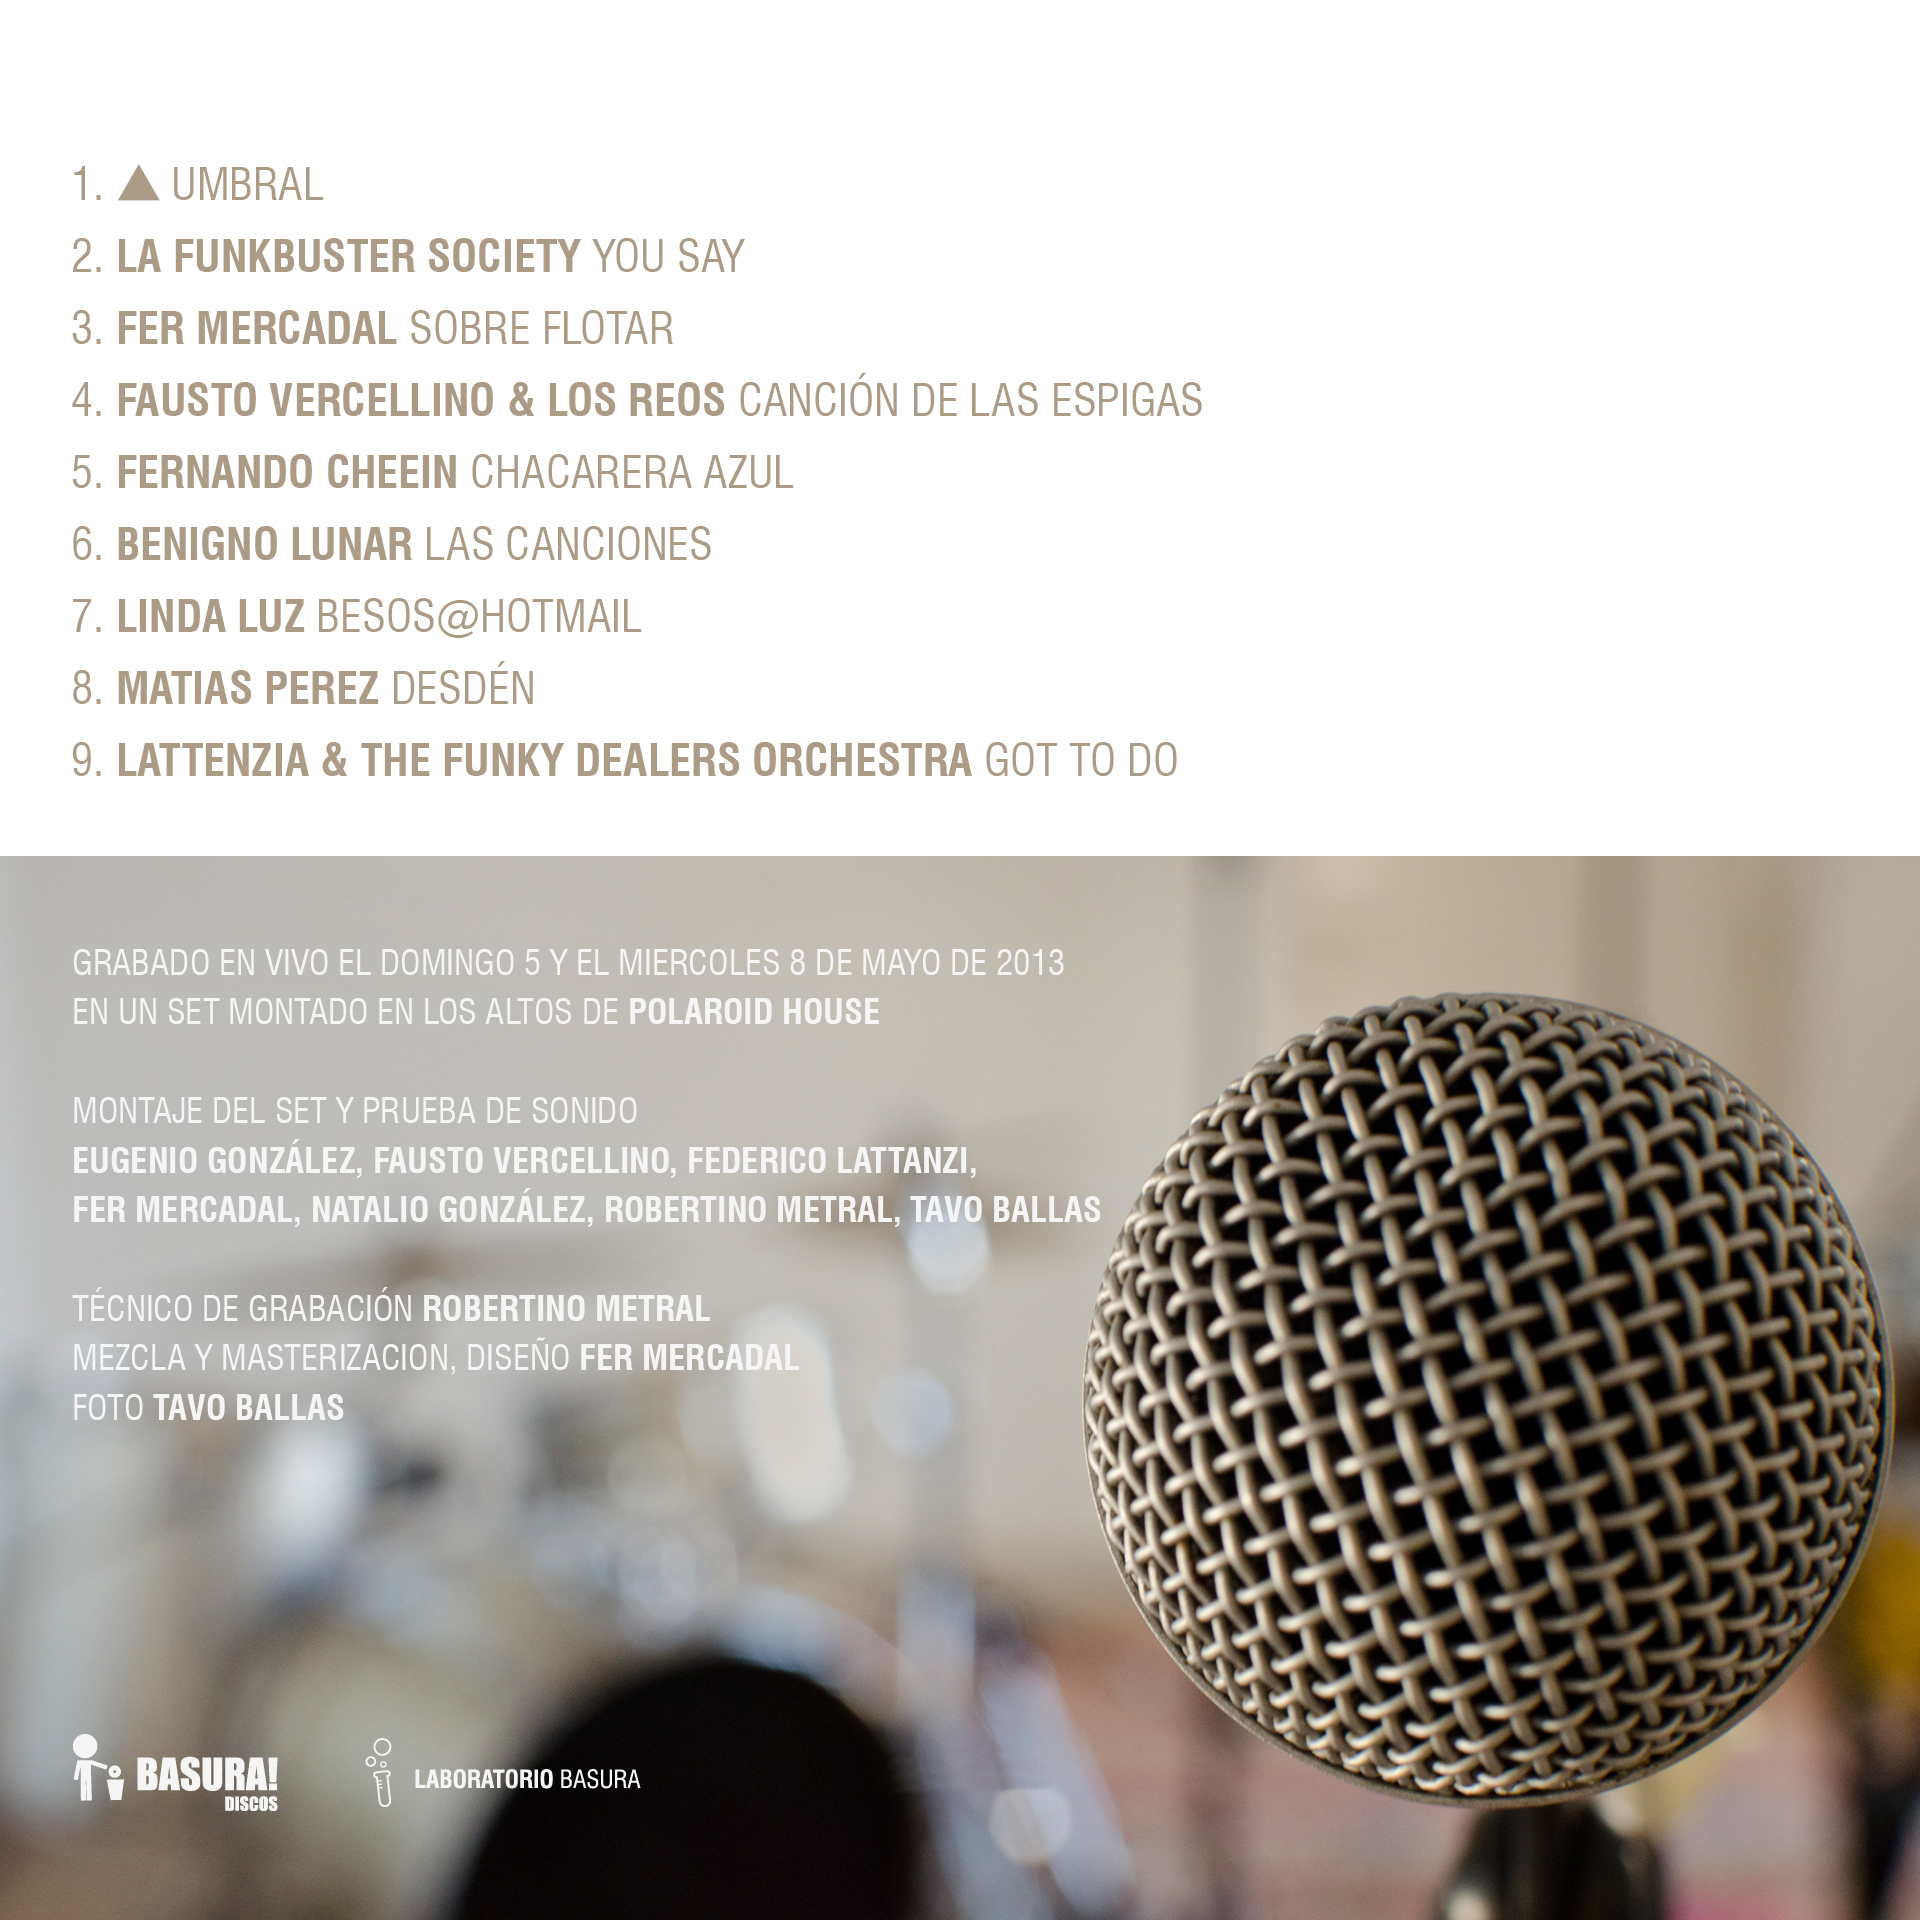 1. ▲ UMBRAL
2. LA FUNKBUSTER SOCIETY YOU SAY
3. FER MERCADAL SOBRE FLOTAR
4. FAUSTO VERCELLINO & LOS REOS CANCIÓN DE LAS ESPIGAS
5. FERNANDO CHEEIN CHACARERA AZUL
6. BENIGNO LUNAR LAS CANCIONES
7. LINDA LUZ BESOS@HOTMAIL
8. MATIAS PEREZ DESDÉN
9. LATTENZIA & THE FUNKY DEALERS ORCHESTRA GOT TO DO
GRABADO EN VIVO EL DOMINGO 5 Y EL MIERCOLES 8 DE MAYO DE 2013
EN UN SET MONTADO EN LOS ALTOS DE POLAROID HOUSE
MONTAJE DEL SET Y PRUEBA DE SONIDO
EUGENIO GONZÁLEZ, FAUSTO VERCELLINO, FEDERICO LATTANZI,
FER MERCADAL, NATALIO GONZÁLEZ, ROBERTINO METRAL, TAVO BALLAS
TÉCNICO DE GRABACIÓN ROBERTINO METRAL
MEZCLA Y MASTERIZACION, DISEÑO FER MERCADAL
FOTO TAVO BALLAS
BASURA!
DISCOS
LABORATORIO BASURA